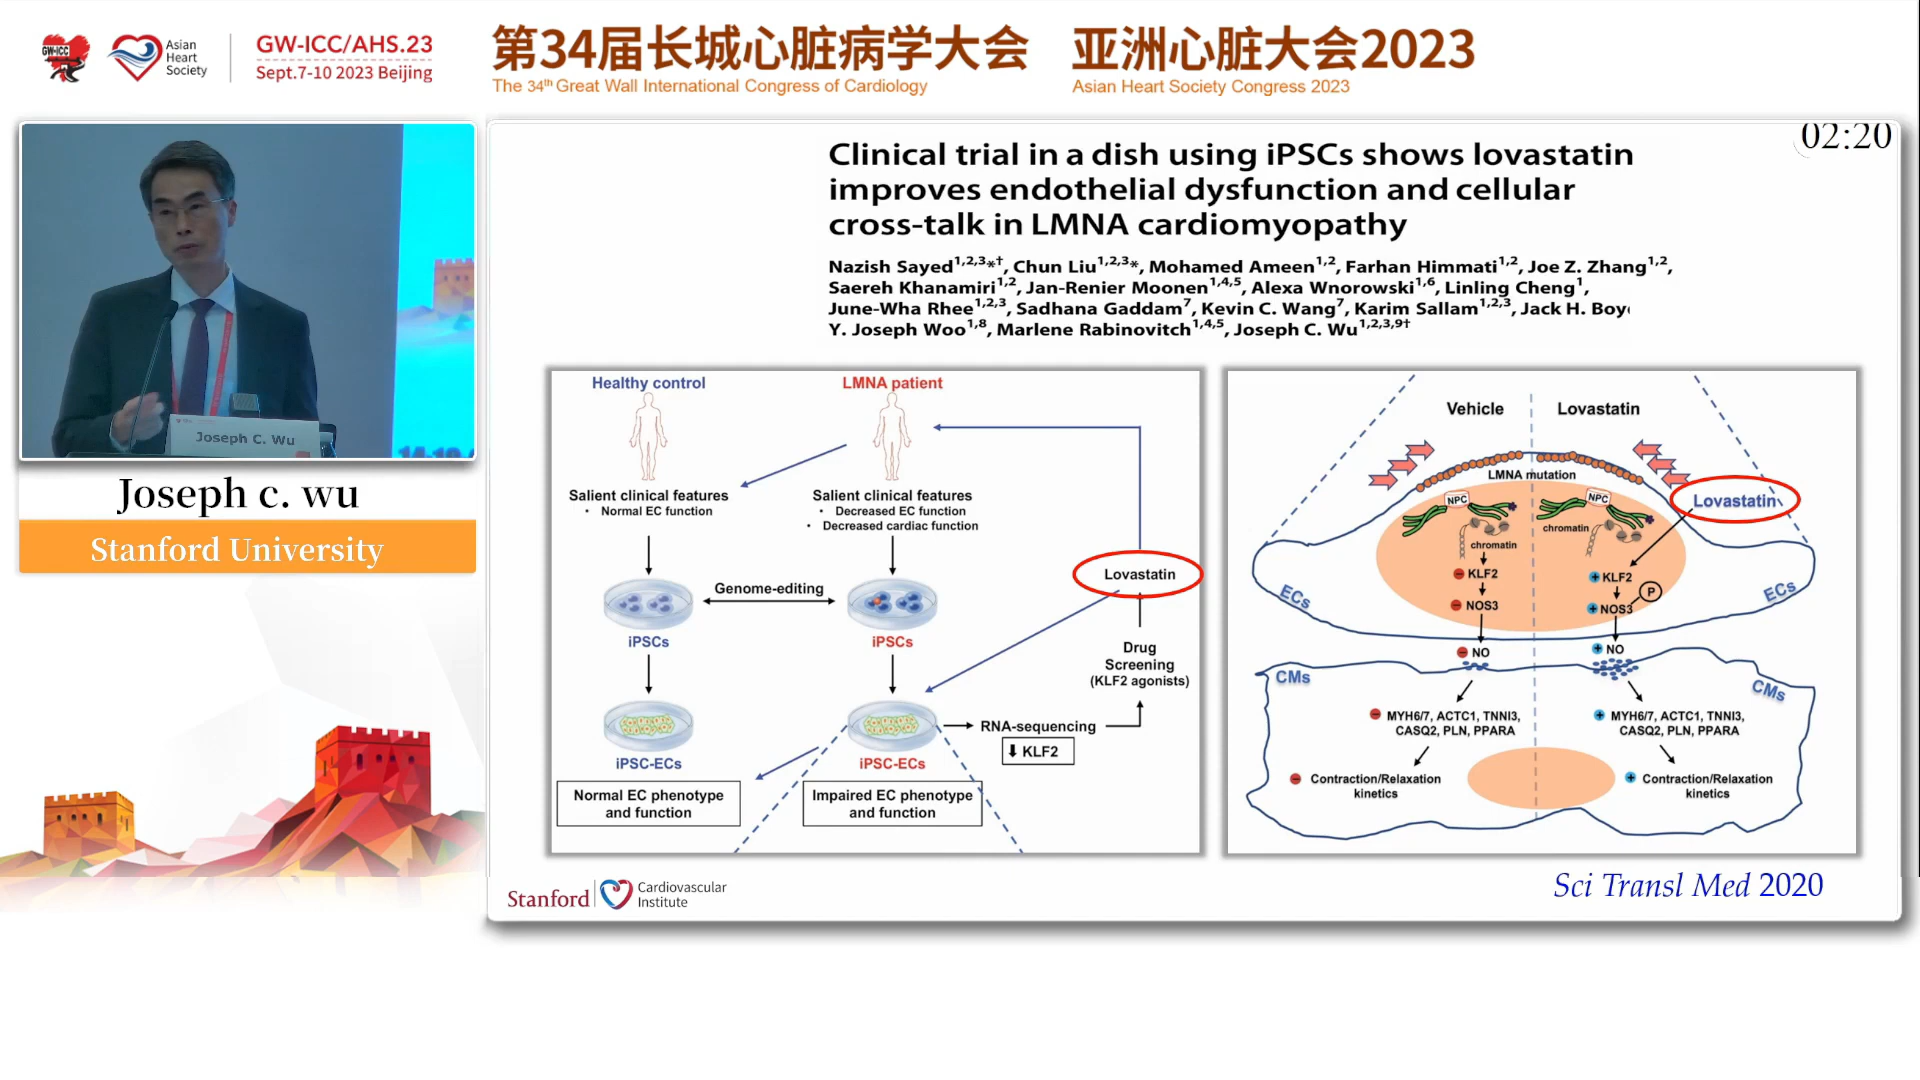 GW-ICC
Asian
Heart
Society
GW-ICC/AHS.23
Sept.7-10 2023 Beijing
第34届长城心脏病学大会
The 34th Great Wall International Congress of Cardiology
亚洲心脏大会2023
Asian Heart Society Congress 2023
Joseph C. Wu
Joseph c. wu
Stanford University
02:20
Clinical trial in a dish using iPSCs shows lovastatin
improves endothelial dysfunction and cellular
cross-talk in LMNA cardiomyopathy
Nazish Sayed1,2,3*†, Chun Liu1,2,3*, Mohamed Ameen1,2, Farhan Himmati1,2, Joe Z. Zhang1,2,
Saereh Khanamiri1,2, Jan-Renier Moonen1,4,5, Alexa Wnorowski1,6, Linling Cheng1,
June-Wha Rhee1,2,3, Sadhana Gaddam7, Kevin C. Wang7, Karim Sallam1,2,3, Jack H. Boy
Y. Joseph Woo1,8, Marlene Rabinovitch1,4,5, Joseph C. Wu1,2,3,9†
Healthy control
LMNA patient
Salient clinical features
• Normal EC function
Salient clinical features
• Decreased EC function
• Decreased cardiac function
Genome-editing
iPSCs
iPSCs
Lovastatin
Drug
Screening
(KLF2 agonists)
RNA-sequencing
⬇ KLF2
iPSC-ECs
iPSC-ECs
Normal EC phenotype
and function
Impaired EC phenotype
and function
Vehicle
Lovastatin
LMNA mutation
NPC
NPC
Lovastatin
chromatin
chromatin
− KLF2
+ KLF2
P
− NOS3
+ NOS3
ECs
ECs
− NO
+ NO
CMs
CMs
− MYH6/7, ACTC1, TNNI3,
CASQ2, PLN, PPARA
+ MYH6/7, ACTC1, TNNI3,
CASQ2, PLN, PPARA
− Contraction/Relaxation
kinetics
+ Contraction/Relaxation
kinetics
Stanford
Cardiovascular
Institute
Sci Transl Med 2020